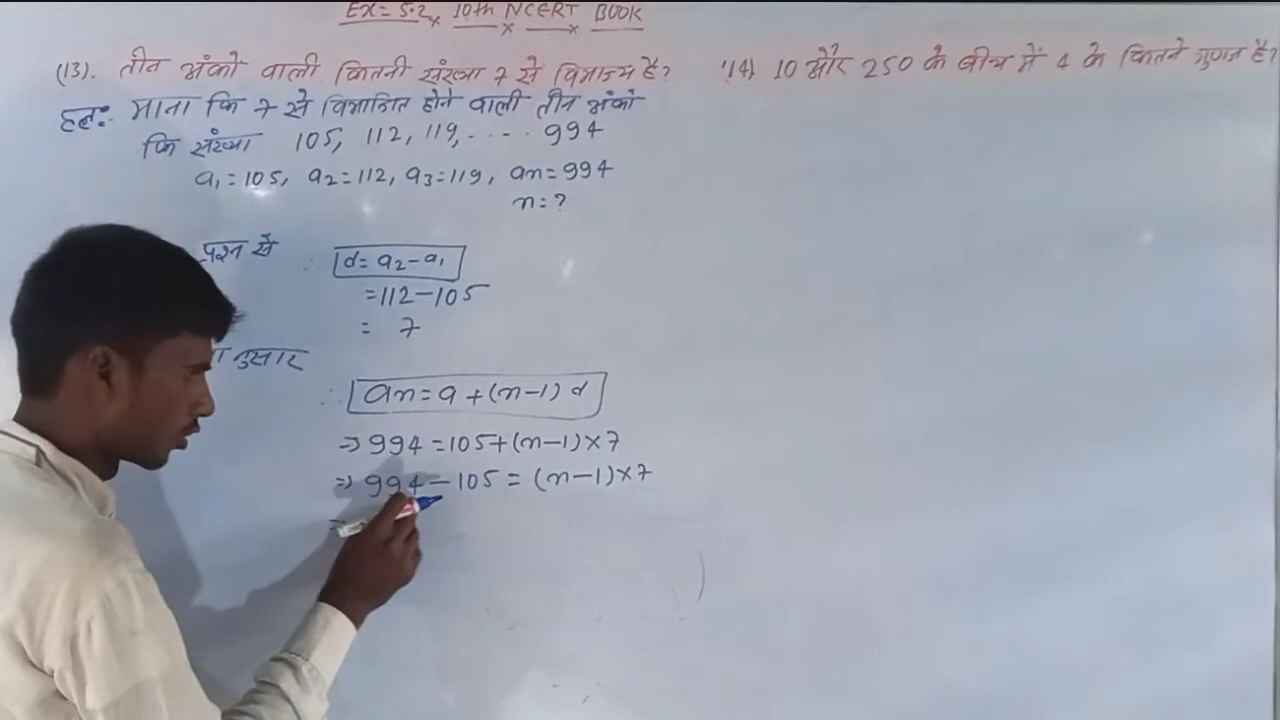 Ex= 5.2, 10th NCERT BOOK
(13). तीन अंको वाली कितनी संख्या 7 से विभाज्य है?
हल:- माना कि 7 से विभाजित होने वाली तीन अंको
कि संख्या 105, 112, 119, .... 994
a₁=105, a₂=112, a₃=119, an=994
n=?
प्रश्न से ∴ d= a₂-a₁
=112-105
= 7
नुसार
∴ an=a+(n-1) d
⇒ 994 =105+(n-1)×7
⇒ 994-105 = (n-1)×7
=
(14) 10 और 250 के बीच में 4 के कितने गुणज है?